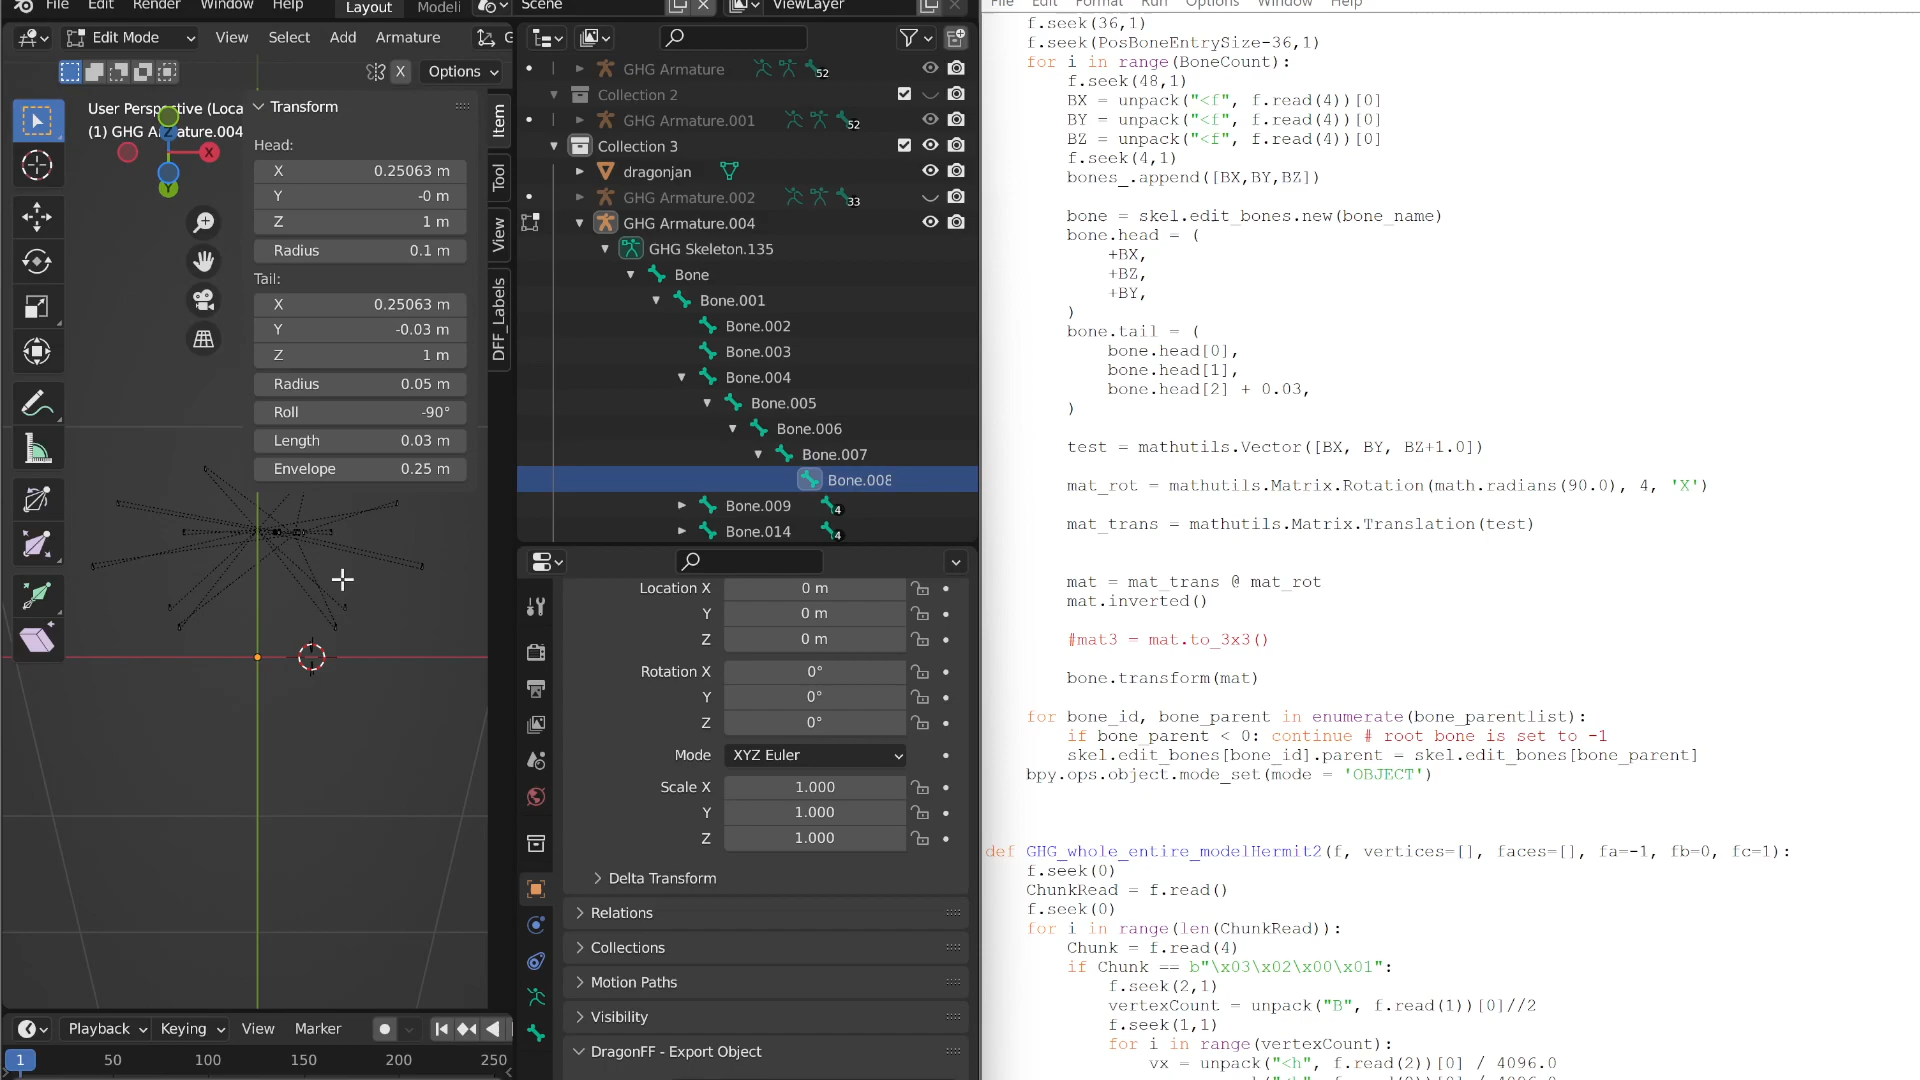 File Edit Render Window Help Layout Modeli Scene ViewLayer
Edit Mode View Select Add Armature G
X Options
User Perspective (Loca
(1) GHG Armature.004
X
Z
Y
Transform
Head:
X 0.25063 m
Y -0 m
Z 1 m
Radius 0.1 m
Tail:
X 0.25063 m
Y -0.03 m
Z 1 m
Radius 0.05 m
Roll -90°
Length 0.03 m
Envelope 0.25 m
Item
Tool
View
DFF_Labels
GHG Armature 52
Collection 2
GHG Armature.001 52
Collection 3
dragonjan
GHG Armature.002 33
GHG Armature.004
GHG Skeleton.135
Bone
Bone.001
Bone.002
Bone.003
Bone.004
Bone.005
Bone.006
Bone.007
Bone.008
Bone.009 4
Bone.014 4
Location X 0 m
Y 0 m
Z 0 m
Rotation X 0°
Y 0°
Z 0°
Mode XYZ Euler
Scale X 1.000
Y 1.000
Z 1.000
Delta Transform
Relations
Collections
Motion Paths
Visibility
DragonFF - Export Object
Playback Keying View Marker
1 50 100 150 200 250
File Edit Format Run Options Window Help
f.seek(36,1)
f.seek(PosBoneEntrySize-36,1)
for i in range(BoneCount):
f.seek(48,1)
BX = unpack("<f", f.read(4))[0]
BY = unpack("<f", f.read(4))[0]
BZ = unpack("<f", f.read(4))[0]
f.seek(4,1)
bones_.append([BX,BY,BZ])
bone = skel.edit_bones.new(bone_name)
bone.head = (
+BX,
+BZ,
+BY,
)
bone.tail = (
bone.head[0],
bone.head[1],
bone.head[2] + 0.03,
)
test = mathutils.Vector([BX, BY, BZ+1.0])
mat_rot = mathutils.Matrix.Rotation(math.radians(90.0), 4, 'X')
mat_trans = mathutils.Matrix.Translation(test)
mat = mat_trans @ mat_rot
mat.inverted()
#mat3 = mat.to_3x3()
bone.transform(mat)
for bone_id, bone_parent in enumerate(bone_parentlist):
if bone_parent < 0: continue # root bone is set to -1
skel.edit_bones[bone_id].parent = skel.edit_bones[bone_parent]
bpy.ops.object.mode_set(mode = 'OBJECT')
def GHG_whole_entire_modelHermit2(f, vertices=[], faces=[], fa=-1, fb=0, fc=1):
f.seek(0)
ChunkRead = f.read()
f.seek(0)
for i in range(len(ChunkRead)):
Chunk = f.read(4)
if Chunk == b"\x03\x02\x00\x01":
f.seek(2,1)
vertexCount = unpack("B", f.read(1))[0]//2
f.seek(1,1)
for i in range(vertexCount):
vx = unpack("<h", f.read(2))[0] / 4096.0